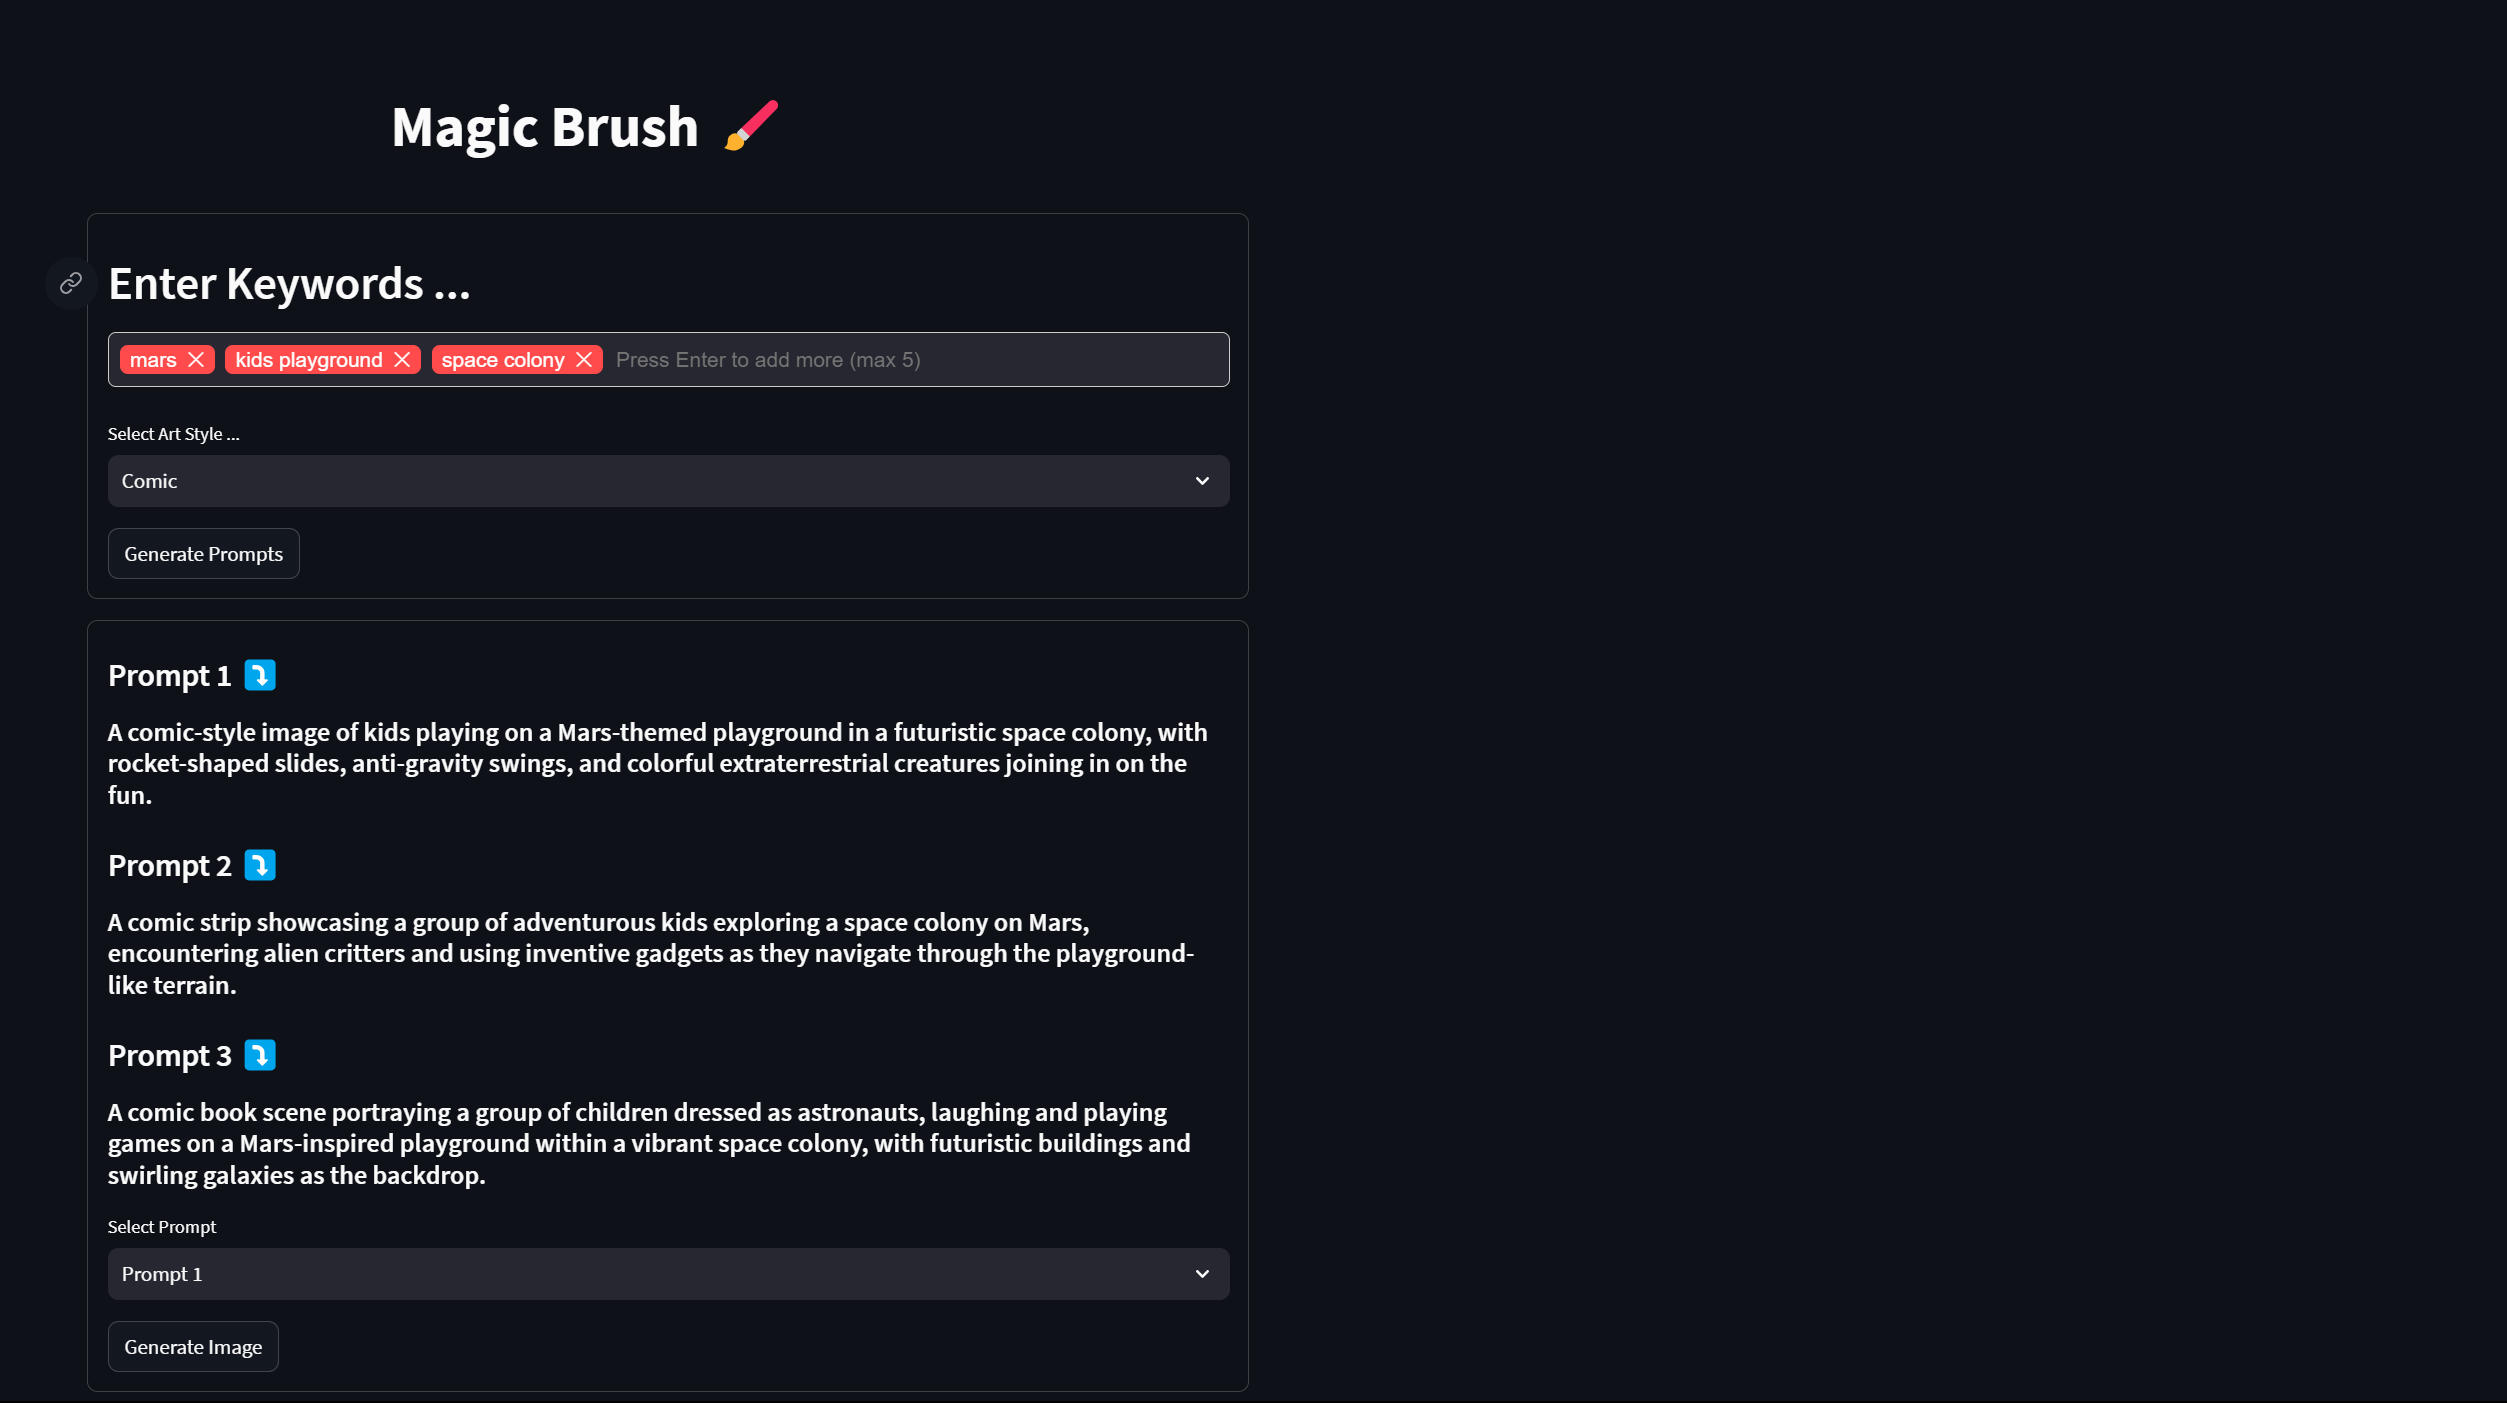 Magic Brush
Enter Keywords ...
mars kids playground space colony Press Enter to add more (max 5)
Select Art Style ...
Comic
Generate Prompts
Prompt 1
A comic-style image of kids playing on a Mars-themed playground in a futuristic space colony, with
rocket-shaped slides, anti-gravity swings, and colorful extraterrestrial creatures joining in on the
fun.
Prompt 2
A comic strip showcasing a group of adventurous kids exploring a space colony on Mars,
encountering alien critters and using inventive gadgets as they navigate through the playground-
like terrain.
Prompt 3
A comic book scene portraying a group of children dressed as astronauts, laughing and playing
games on a Mars-inspired playground within a vibrant space colony, with futuristic buildings and
swirling galaxies as the backdrop.
Select Prompt
Prompt 1
Generate Image